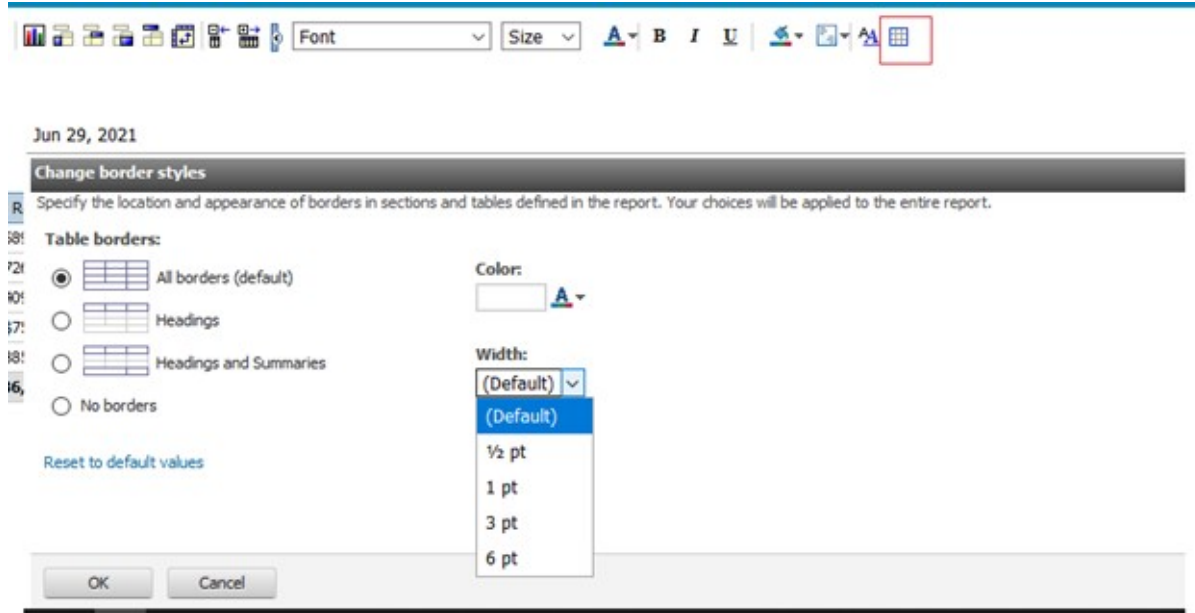 Font
Size
A B I U
Jun 29, 2021
Change border styles
Specify the location and appearance of borders in sections and tables defined in the report. Your choices will be applied to the entire report.
R
Table borders:
All borders (default)
Headings
Headings and Summaries
No borders
Reset to default values
Color:
A
Width:
(Default)
(Default)
½ pt
1 pt
3 pt
6 pt
OK
Cancel